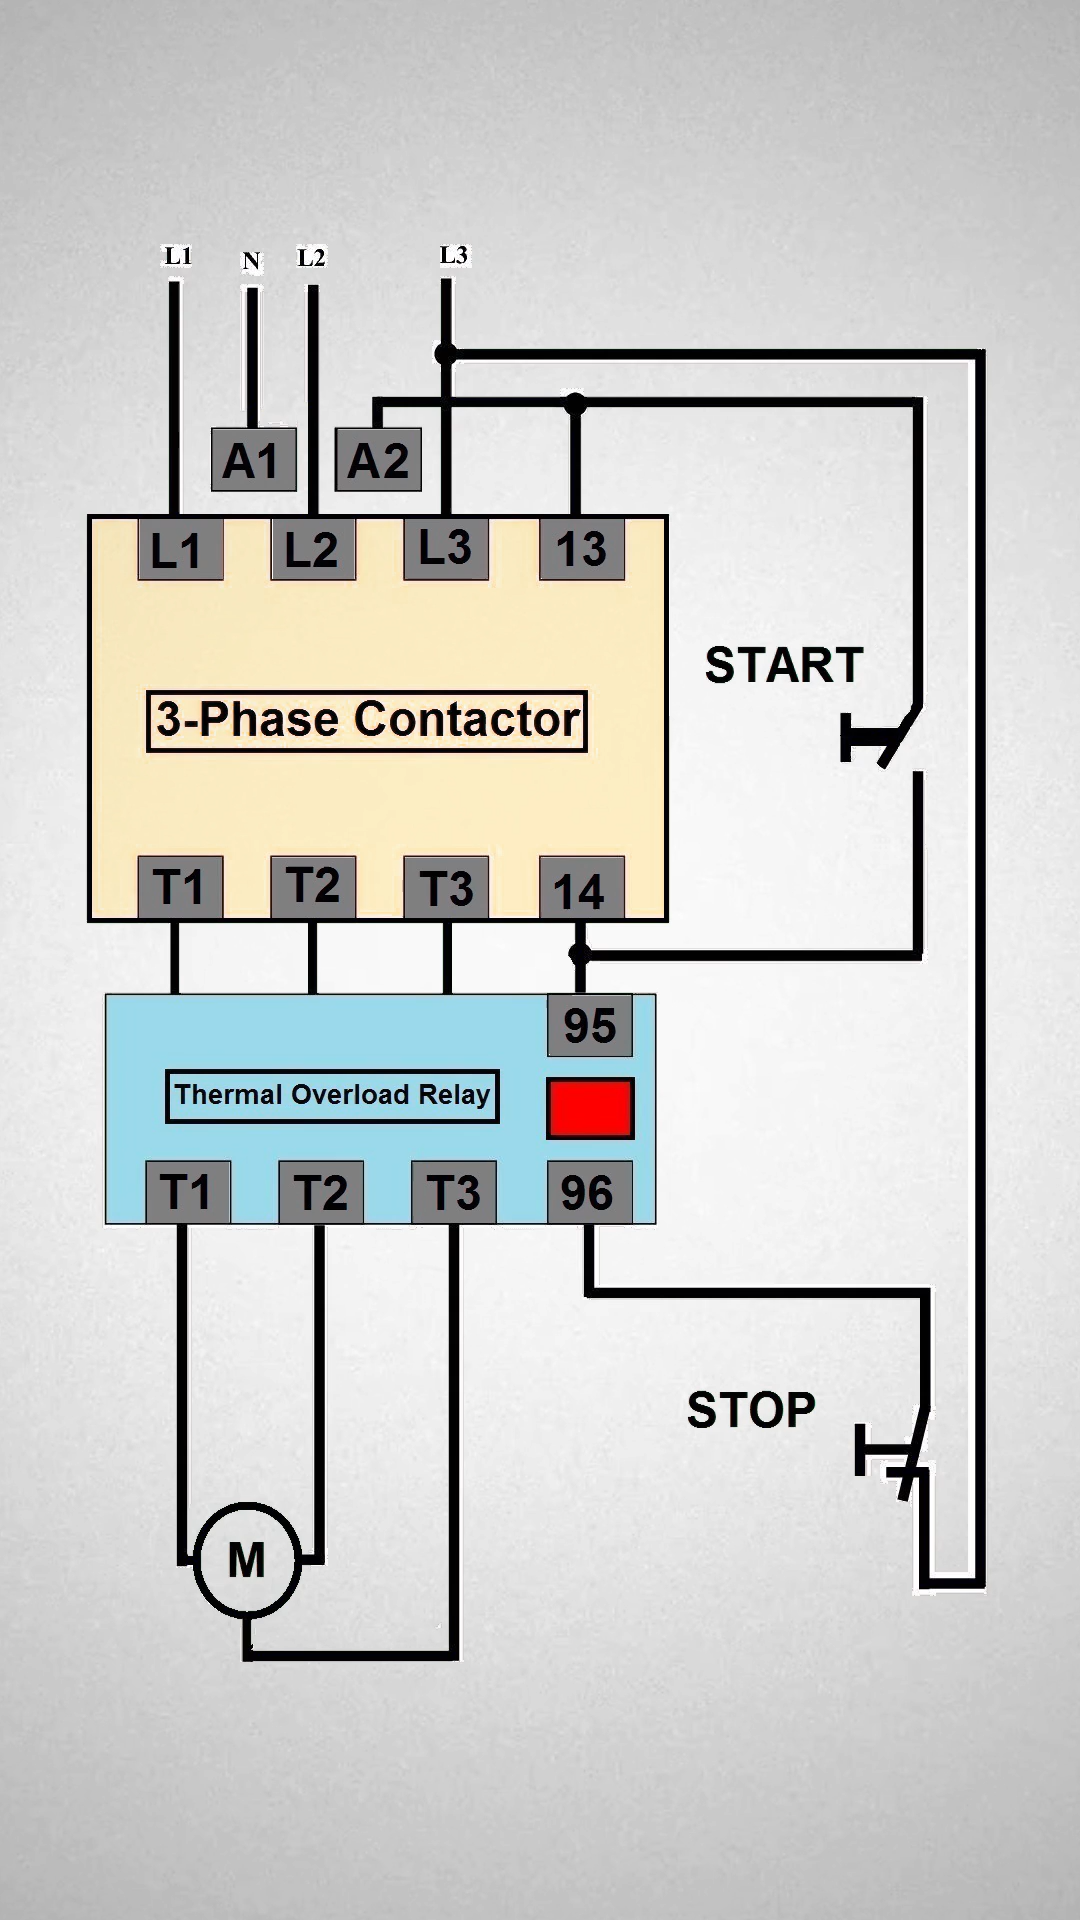 L1 N L2 L3
A1 A2
L1 L2 L3 13
START
3-Phase Contactor
T1 T2 T3 14
95
Thermal Overload Relay
T1 T2 T3 96
STOP
M